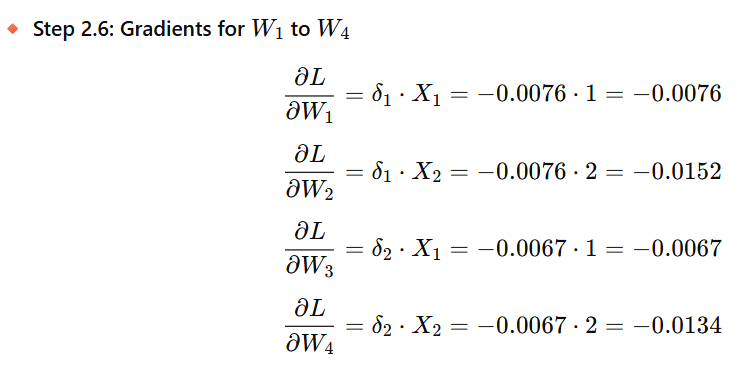 Step 2.6: Gradients for W₁ to W₄
∂L/∂W₁ = δ₁ · X₁ = −0.0076 · 1 = −0.0076
∂L/∂W₂ = δ₁ · X₂ = −0.0076 · 2 = −0.0152
∂L/∂W₃ = δ₂ · X₁ = −0.0067 · 1 = −0.0067
∂L/∂W₄ = δ₂ · X₂ = −0.0067 · 2 = −0.0134